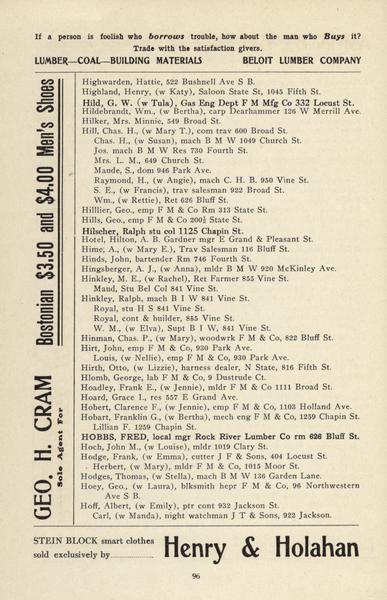 If a person is foolish who borrows trouble, how about the man who Buys it?
Trade with the satisfaction givers.
LUMBER—COAL—BUILDING MATERIALS BELOIT LUMBER COMPANY
GEO. H. CRAM Bostonian $3.50 and $4.00 Men's Shoes
Sole Agent For
Highwarden, Hattie, 522 Bushnell Ave S B.
Highland, Henry, (w Katy), Saloon State St, 1045 Fifth St.
Hild, G. W. (w Tula), Gas Eng Dept F M Mfg Co 332 Locust St.
Hildebrandt, Wm., (w Bertha), carp Dearhammer 126 W Merrill Ave.
Hilker, Mrs. Minnie, 549 Broad St.
Hill, Chas. H., (w Mary T.), com trav 600 Broad St.
Chas. H., (w Susan), mach B M W 1049 Church St.
Jos. mach B M W Res 730 Fourth St.
Mrs. L. M., 649 Church St.
Maude, S., dom 946 Park Ave.
Raymond, H., (w Angie), mach C. H. B. 950 Vine St.
S. E., (w Francis), trav salesman 922 Broad St.
Wm., (w Rettie), Ret 626 Bluff St.
Hilllier, Geo., emp F M & Co Rm 313 State St.
Hills, Geo., emp F M & Co 200½ State St.
Hilscher, Ralph stu col 1125 Chapin St.
Hotel, Hilton, A. B. Gardner mgr E Grand & Pleasant St.
Hime, A., (w Mary E.), Trav Salesman 116 Bluff St.
Hinds, John, bartender Rm 746 Fourth St.
Hingsberger, A. J., (w Anna), mldr B M W 920 McKinley Ave.
Hinkley, M. E., (w Rachel), Ret Farmer 855 Vine St.
Maud, Stu Bel Col 841 Vine St.
Hinkley, Ralph, mach B I W 841 Vine St.
Royal, stu H S 841 Vine St.
Royal, cont & builder, 885 Vine St.
W. M., (w Elva), Supt B I W, 841 Vine St.
Hinman, Chas. P., (w Mary), woodwrk F M & Co, 822 Bluff St.
Hirt, John, emp F M & Co, 930 Park Ave.
Louis, (w Nellie), emp F M & Co, 930 Park Ave.
Hirth, Otto, (w Lizzie), harness dealer, N State, 816 Fifth St.
Hlomb, George, lab F M & Co, 9 Dustrude Ct.
Hoadley, Frank E., (w Jennie), mldr F M & Co 1111 Broad St.
Hoard, Grace I., res 557 E Grand Ave.
Hobert, Clarence F., (w Jennie), emp F M & Co, 1103 Holland Ave.
Hobart, Franklin G., (w Bertha), mech eng F M & Co, 1259 Chapin St.
Lillian F. 1259 Chapin St.
HOBBS, FRED, local mgr Rock River Lumber Co rm 626 Bluff St.
Hoch, John M., (w Louise), mldr 1019 Clary St.
Hodge, Frank, (w Emma), cutter J F & Sons, 404 Locust St.
Herbert, (w Mary), mldr F M & Co, 1015 Moor St.
Hodges, Thomas, (w Stella), mach B M W 136 Garden Lane.
Hoey, Geo., (w Laura), blksmith hepr F M & Co, 96 Northwestern
Ave S B.
Hoff, Albert, (w Emily), ptr cont 932 Jackson St.
Carl, (w Manda), night watchman J T & Sons, 922 Jackson.
STEIN BLOCK smart clothes
sold exclusively by............ Henry & Holahan
96